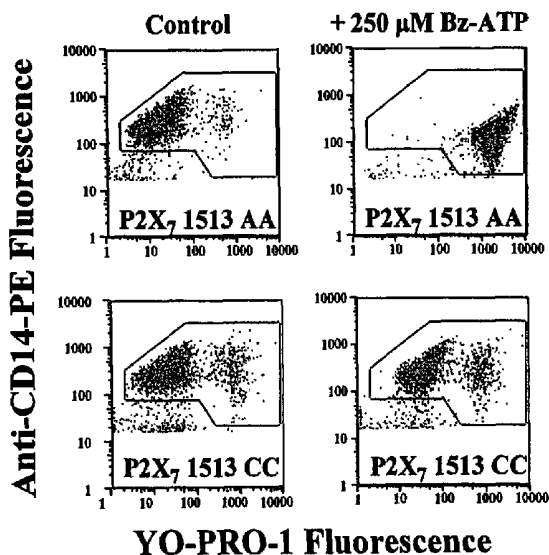 Control
+ 250 μM Bz-ATP
Anti-CD14-PE Fluorescence
10000
1000
100
10
1
P2X7 1513 AA
1 10 100 1000 10000
10000
1000
100
10
1
P2X7 1513 AA
1 10 100 1000 10000
10000
1000
100
10
1
P2X7 1513 CC
1 10 100 1000 10000
10000
1000
100
10
1
P2X7 1513 CC
1 10 100 1000 10000
YO-PRO-1 Fluorescence